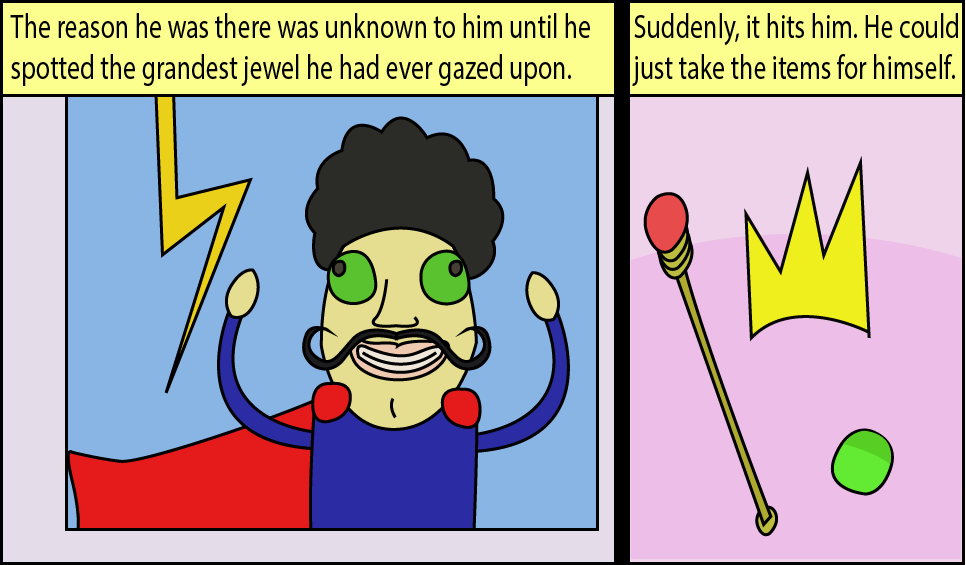 The reason he was there was unknown to him until he
spotted the grandest jewel he had ever gazed upon.
Suddenly, it hits him. He could
just take the items for himself.